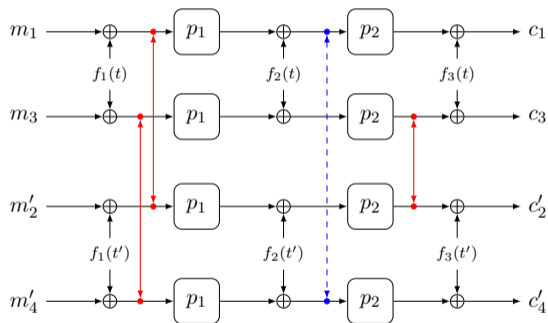 m₁ p₁ p₂ c₁
f₁(t) f₂(t) f₃(t)
m₃ p₁ p₂ c₃
m′₂ p₁ p₂ c′₂
f₁(t′) f₂(t′) f₃(t′)
m′₄ p₁ p₂ c′₄